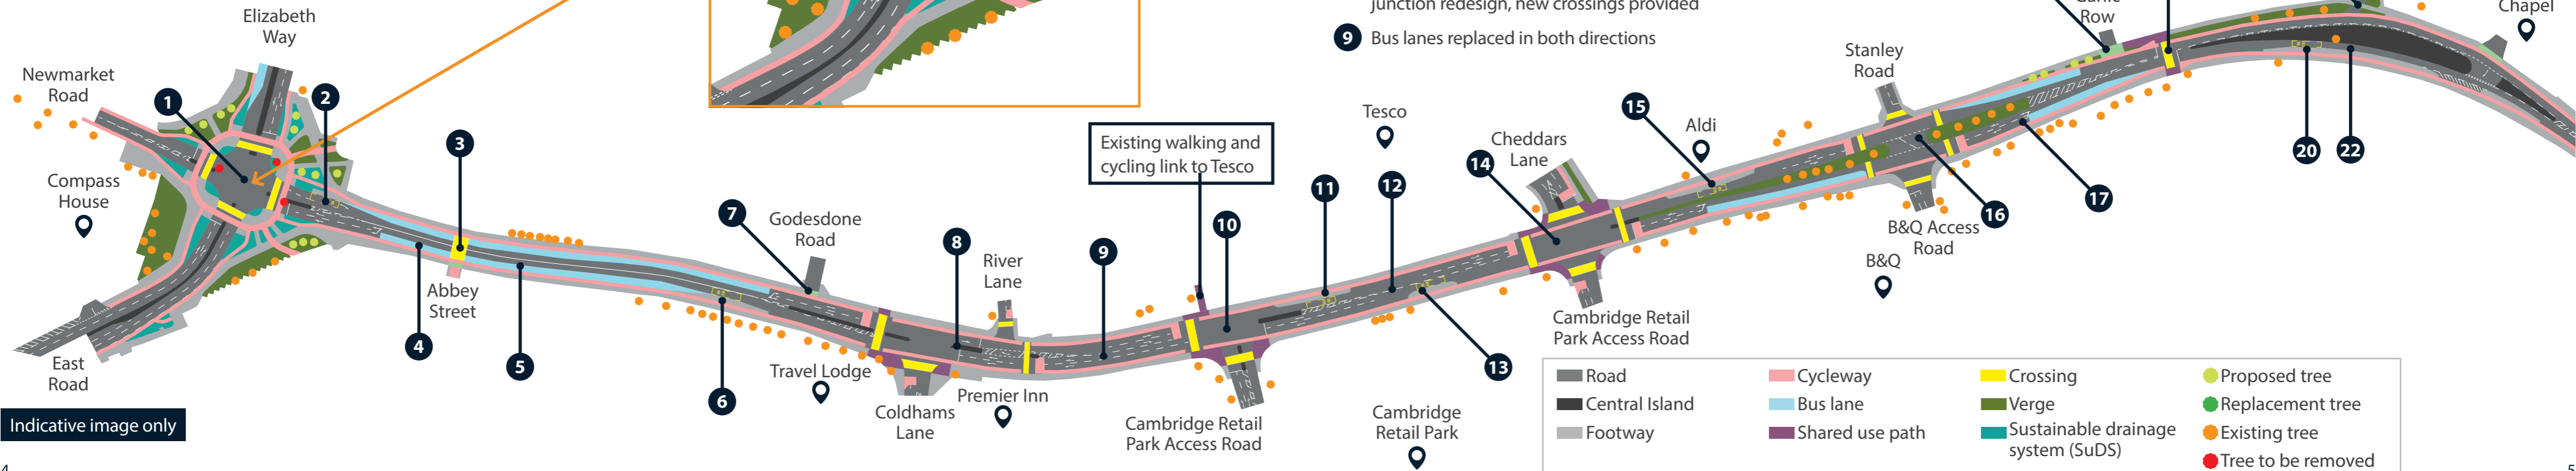 junction redesign, new crossings provided
9 Bus lanes replaced in both directions
Elizabeth
Way
Newmarket
Road
1
2
3
Compass
House
East
Road
Abbey
Street
4
5
6
7
Godesdone
Road
Travel Lodge
8
River
Lane
Coldhams
Lane
Premier Inn
9
Existing walking and
cycling link to Tesco
10
11
12
Tesco
Cambridge Retail
Park Access Road
Cambridge
Retail Park
13
14
Cheddars
Lane
15
Aldi
Cambridge Retail
Park Access Road
Stanley
Road
B&Q Access
Road
B&Q
16
17
Row
20
22
Chapel
Indicative image only
Road
Central Island
Footway
Cycleway
Bus lane
Shared use path
Crossing
Verge
Sustainable drainage
system (SuDS)
Proposed tree
Replacement tree
Existing tree
Tree to be removed